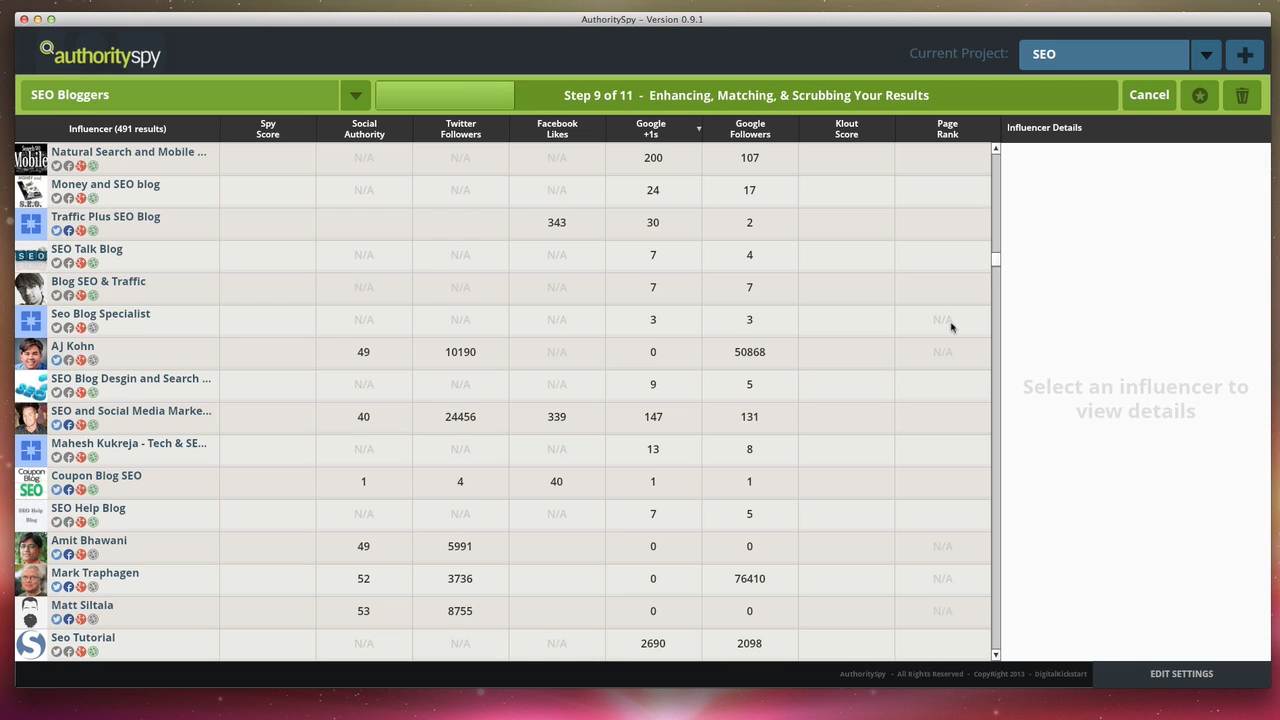 AuthoritySpy – Version 0.9.1
authorityspy
Current Project: SEO
SEO Bloggers Step 9 of 11 - Enhancing, Matching, & Scrubbing Your Results Cancel
Influencer (491 results) Spy Score Social Authority Twitter Followers Facebook Likes Google +1s Google Followers Klout Score Page Rank Influencer Details
Natural Search and Mobile ... N/A N/A N/A 200 107
Money and SEO blog N/A N/A N/A 24 17
Traffic Plus SEO Blog 343 30 2
SEO Talk Blog N/A N/A N/A 7 4
Blog SEO & Traffic N/A N/A N/A 7 7
Seo Blog Specialist N/A N/A N/A 3 3 N/A
AJ Kohn 49 10190 N/A 0 50868 N/A
SEO Blog Desgin and Search ... N/A N/A N/A 9 5
SEO and Social Media Marke... 40 24456 339 147 131
Mahesh Kukreja - Tech & SE... N/A N/A N/A 13 8
Coupon Blog SEO 1 4 40 1 1
SEO Help Blog N/A N/A N/A 7 5
Amit Bhawani 49 5991 0 0 N/A
Mark Traphagen 52 3736 0 76410 N/A
Matt Siltala 53 8755 0 0 N/A
Seo Tutorial N/A N/A N/A 2690 2098
Select an influencer to
view details
AuthoritySpy - All Rights Reserved - CopyRight 2013 - DigitalKickstart EDIT SETTINGS